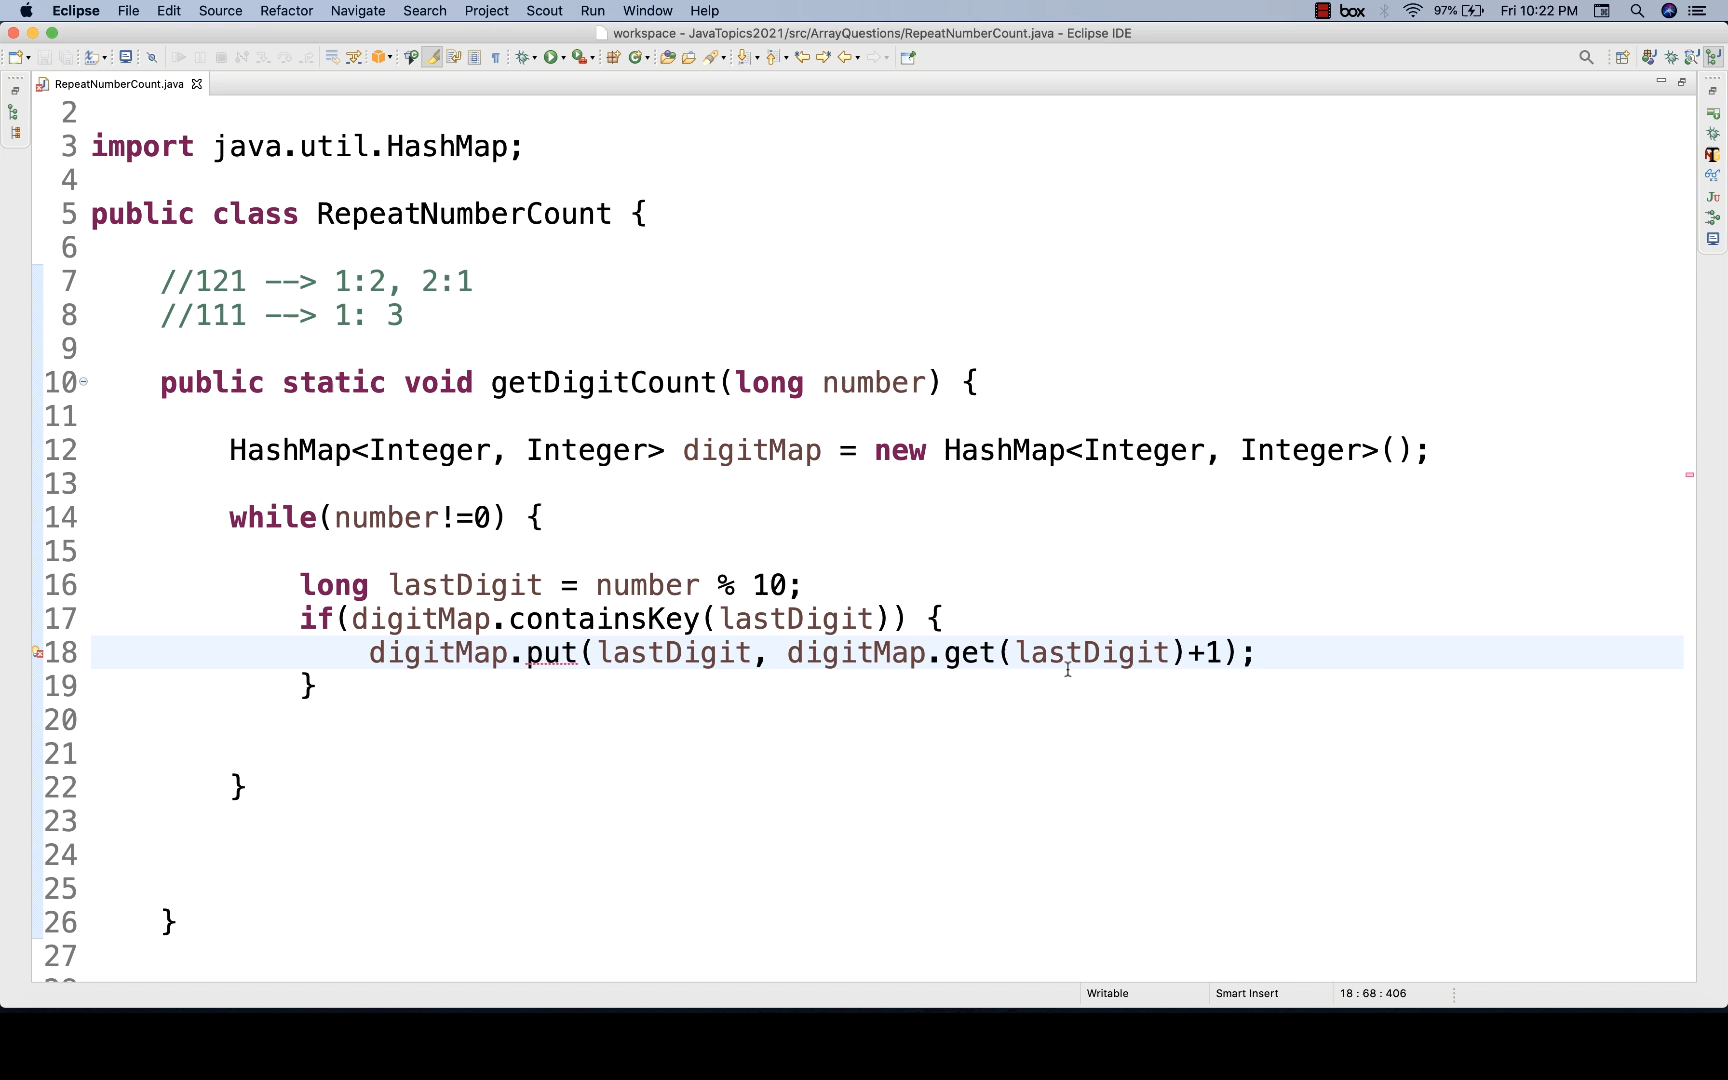 Eclipse File Edit Source Refactor Navigate Search Project Scout Run Window Help box 97% Fri 10:22 PM
workspace - JavaTopics2021/src/ArrayQuestions/RepeatNumberCount.java - Eclipse IDE
RepeatNumberCount.java
2
3 import java.util.HashMap;
4
5 public class RepeatNumberCount {
6
7 //121 --> 1:2, 2:1
8 //111 --> 1: 3
9
10 public static void getDigitCount(long number) {
11
12 HashMap<Integer, Integer> digitMap = new HashMap<Integer, Integer>();
13
14 while(number!=0) {
15
16 long lastDigit = number % 10;
17 if(digitMap.containsKey(lastDigit)) {
18 digitMap.put(lastDigit, digitMap.get(lastDigit)+1);
19 }
20
21
22 }
23
24
25
26 }
27
Writable Smart Insert 18 : 68 : 406